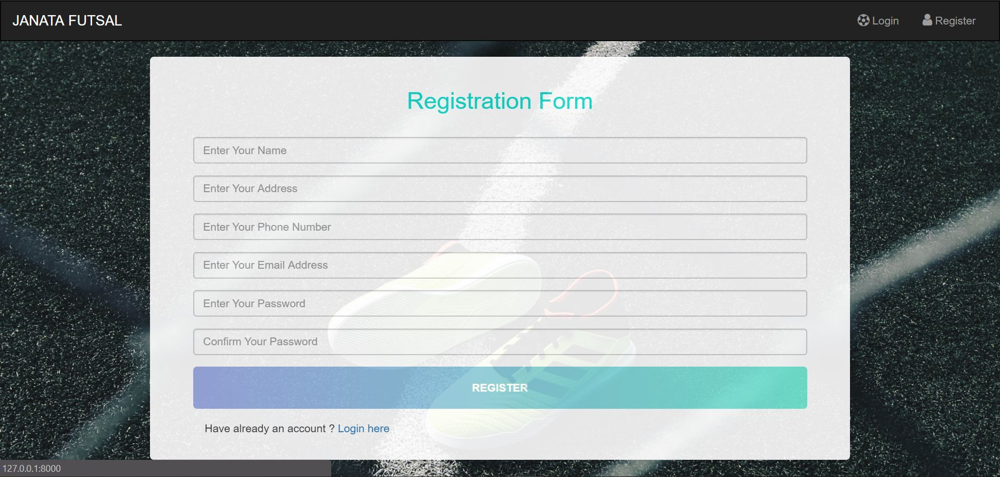 JANATA FUTSAL
Login
Register
Registration Form
Enter Your Name
Enter Your Address
Enter Your Phone Number
Enter Your Email Address
Enter Your Password
Confirm Your Password
REGISTER
Have already an account ? Login here
127.0.0.1:8000